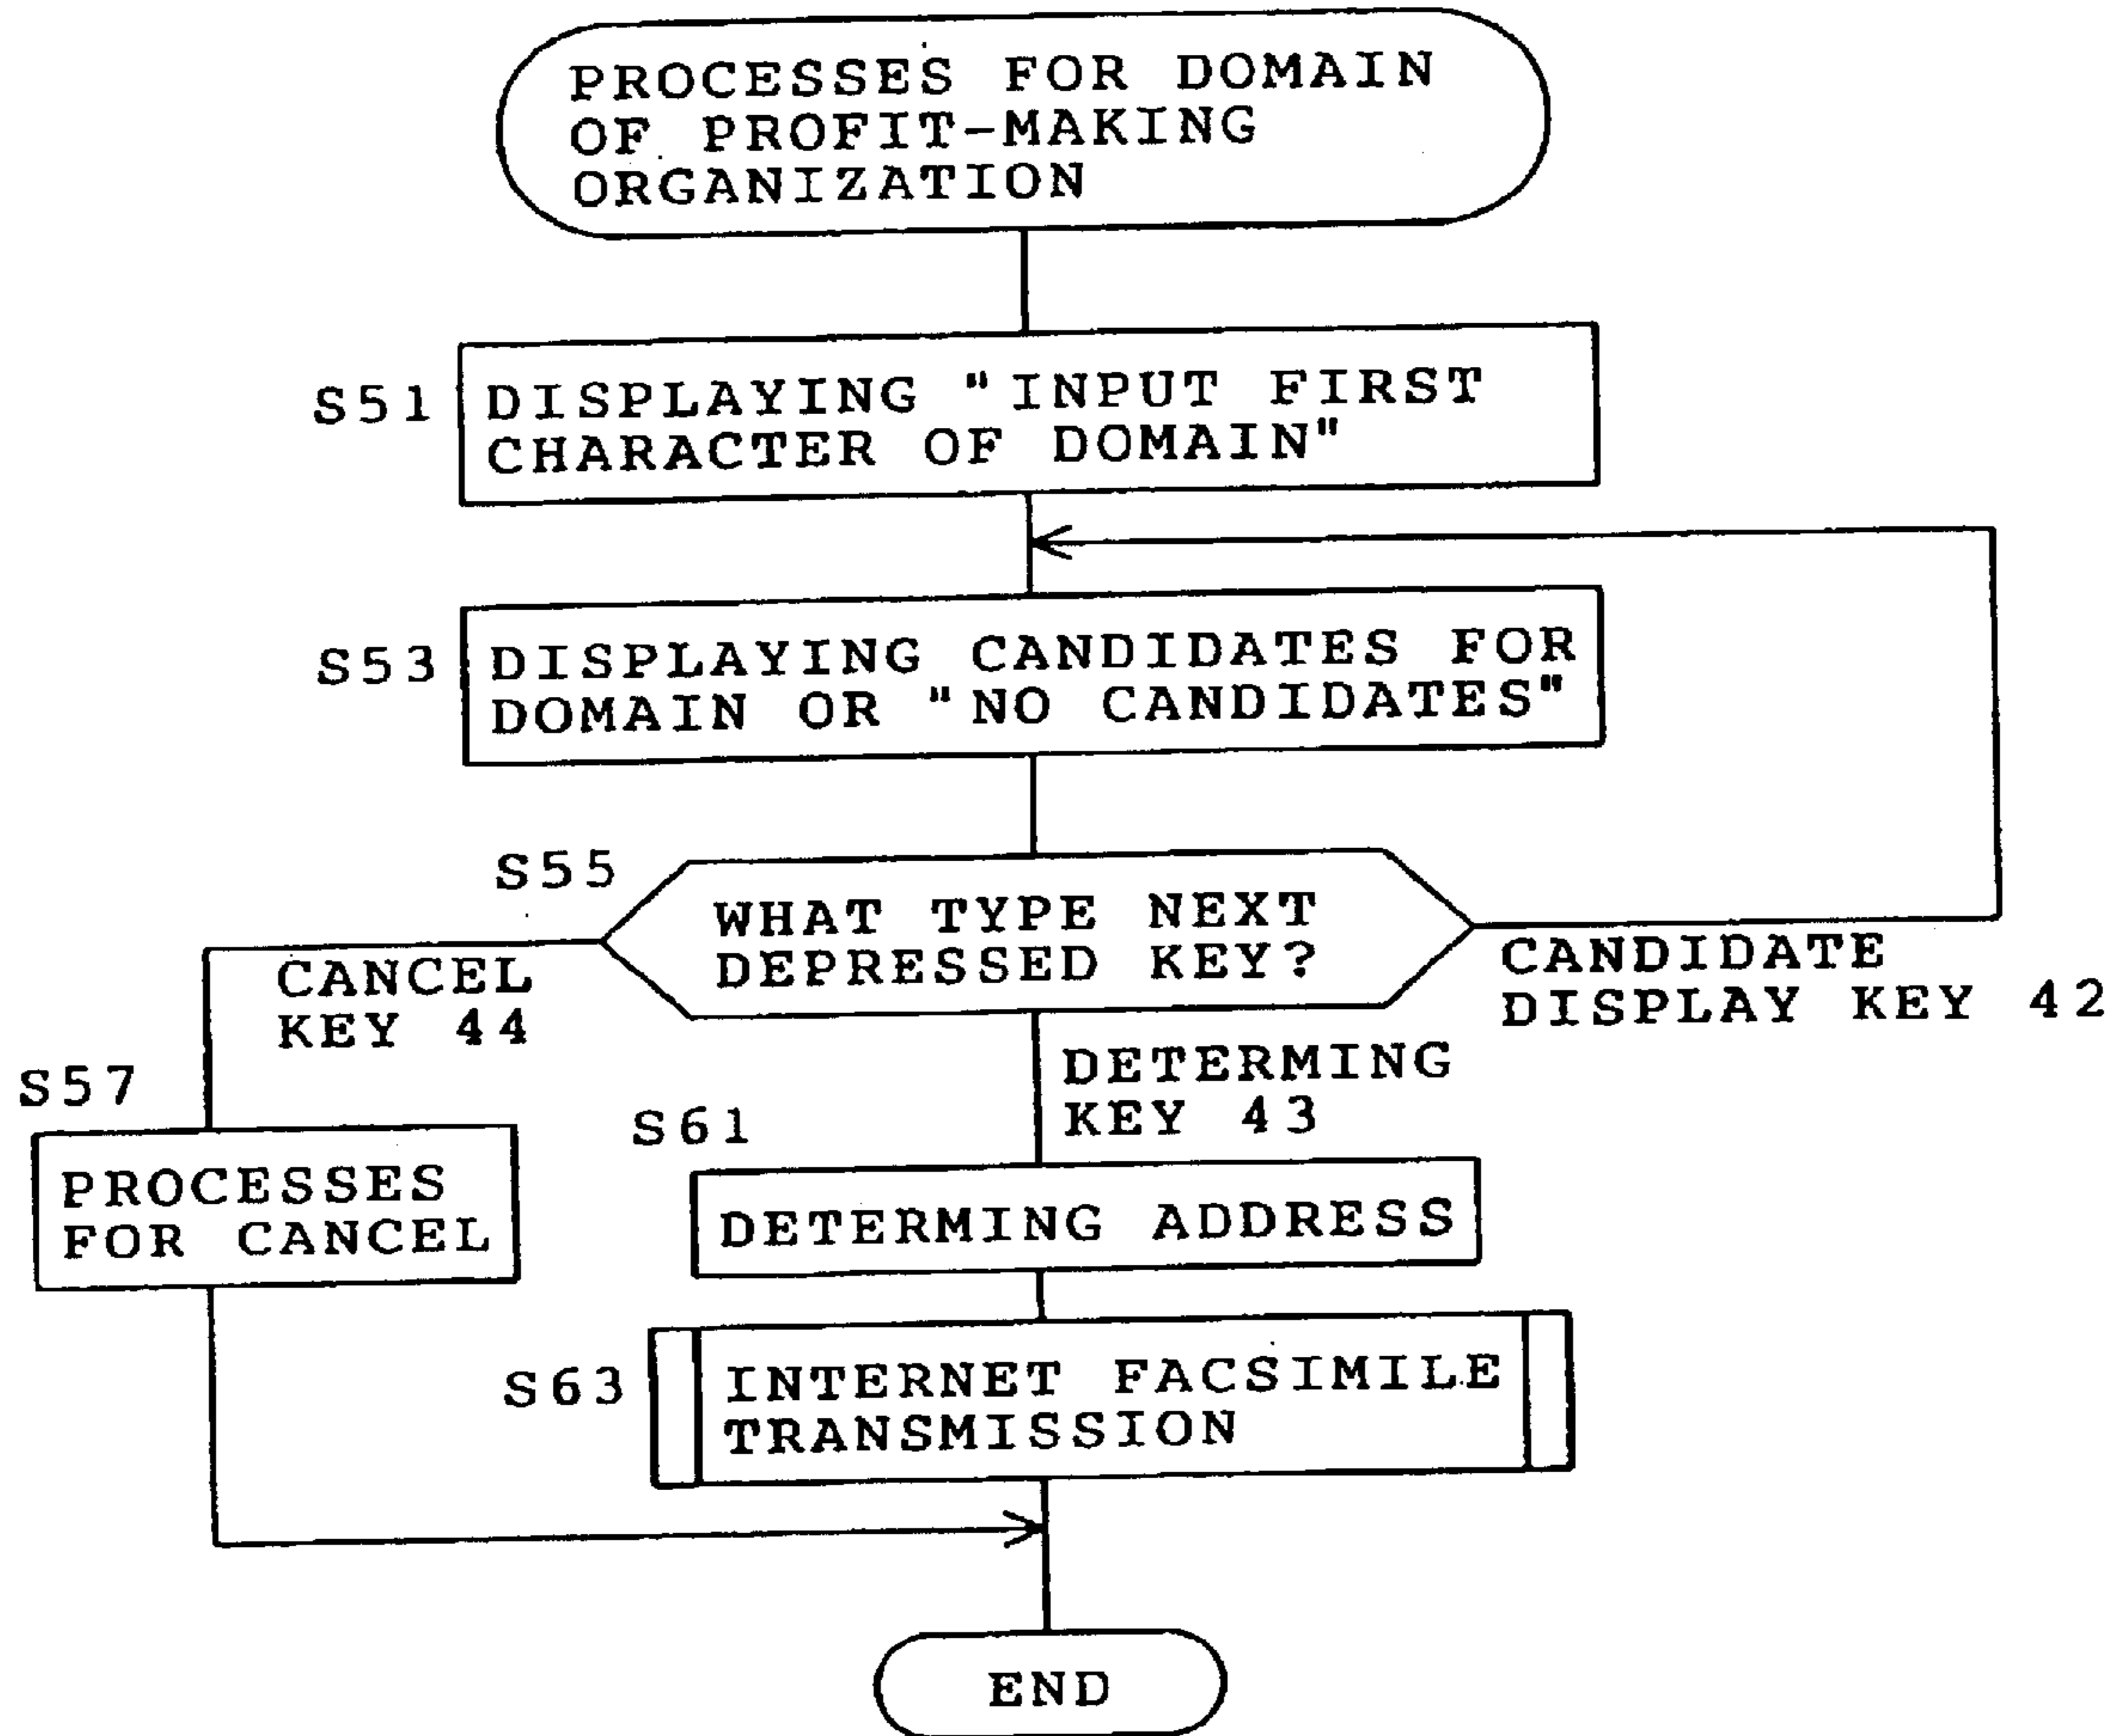 PROCESSES FOR DOMAIN
OF PROFIT-MAKING
ORGANIZATION
S51
DISPLAYING "INPUT FIRST
CHARACTER OF DOMAIN"
S53
DISPLAYING CANDIDATES FOR
DOMAIN OR "NO CANDIDATES"
S55
WHAT TYPE NEXT
DEPRESSED KEY?
CANCEL
KEY 44
CANDIDATE
DISPLAY KEY 42
DETERMING
KEY 43
S57
PROCESSES
FOR CANCEL
S61
DETERMING ADDRESS
S63
INTERNET FACSIMILE
TRANSMISSION
END